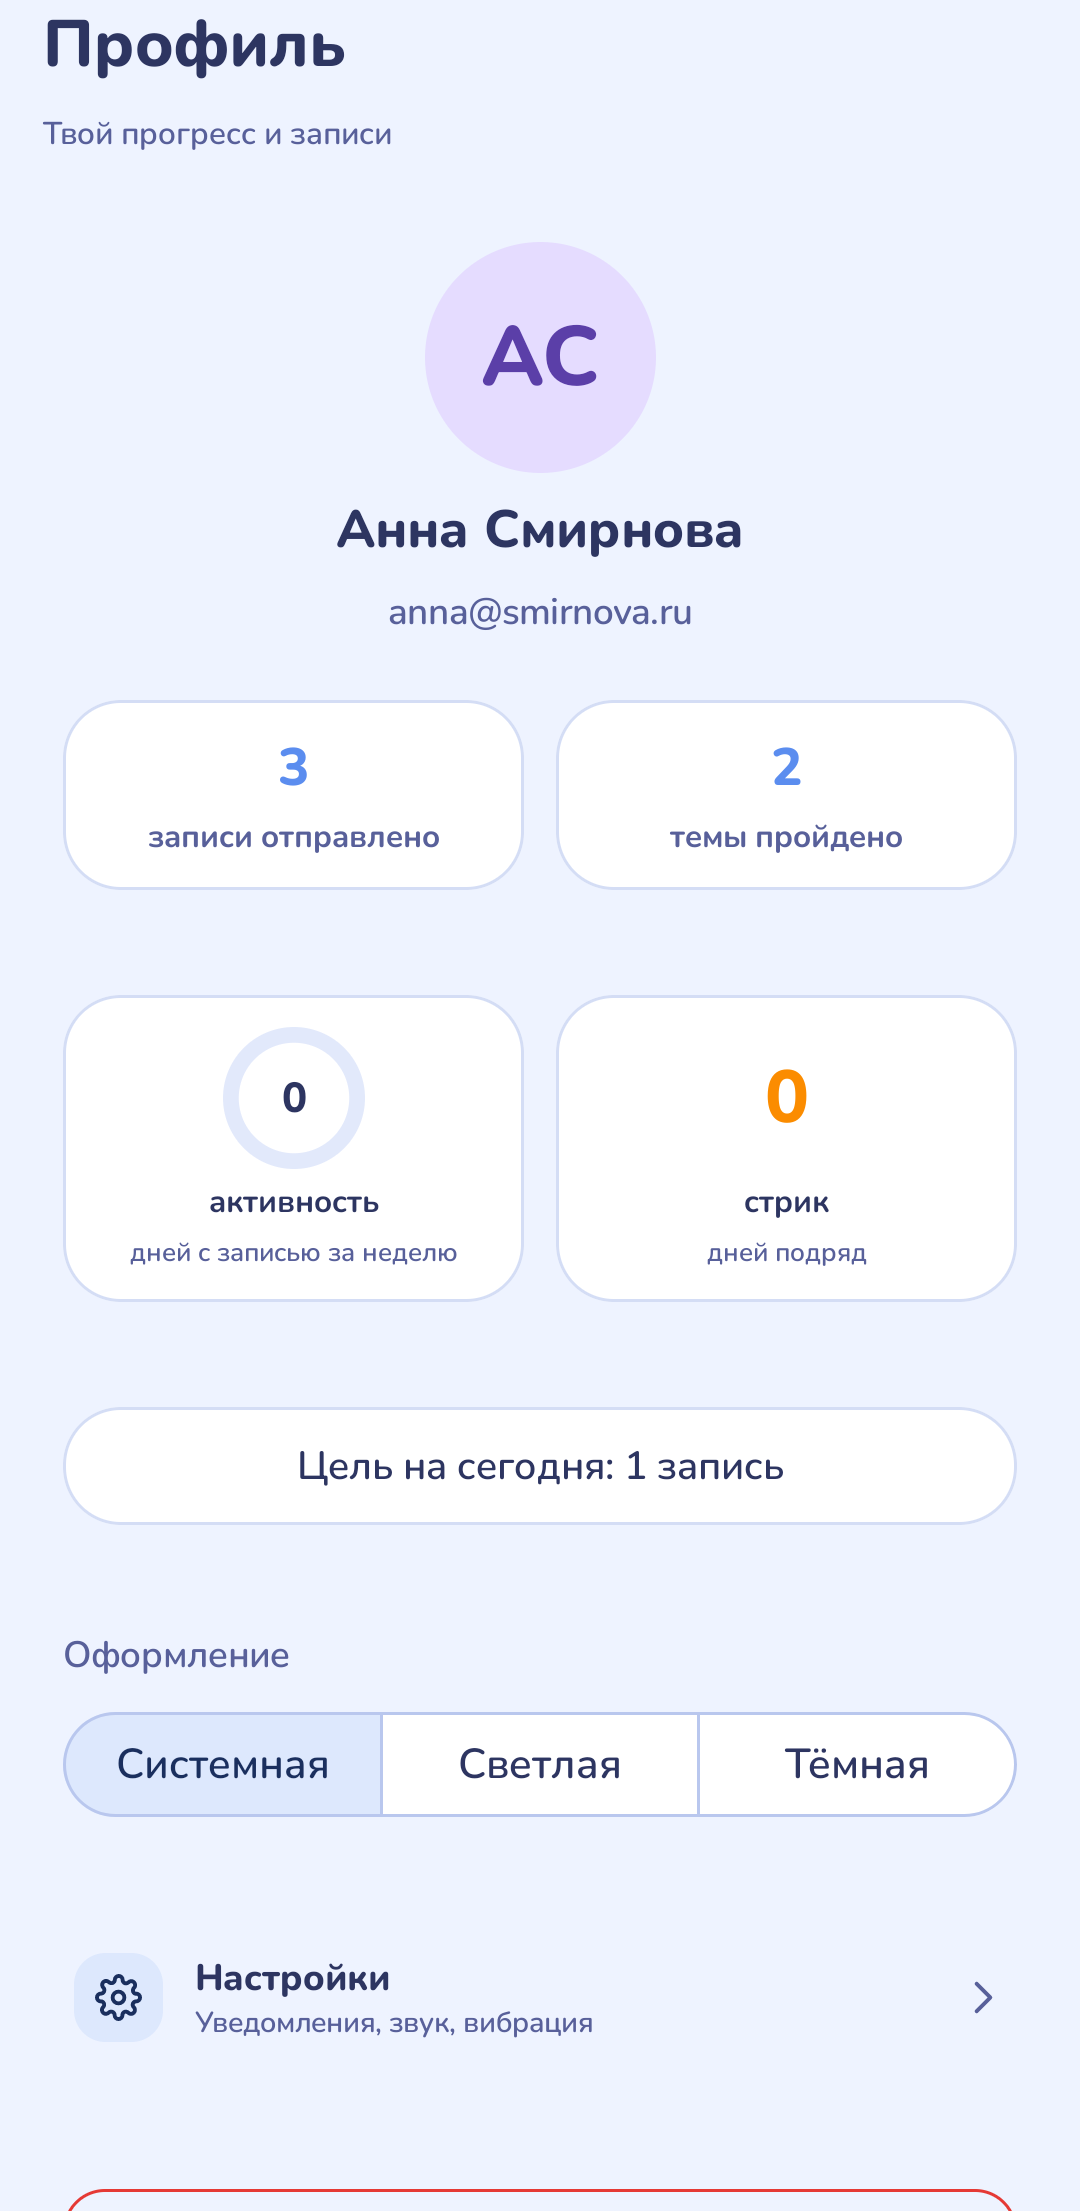 Профиль
Твой прогресс и записи
АС
Анна Смирнова
anna@smirnova.ru
3
записи отправлено
2
темы пройдено
0
активность
дней с записью за неделю
0
стрик
дней подряд
Цель на сегодня: 1 запись
Оформление
Системная
Светлая
Тёмная
Настройки
Уведомления, звук, вибрация